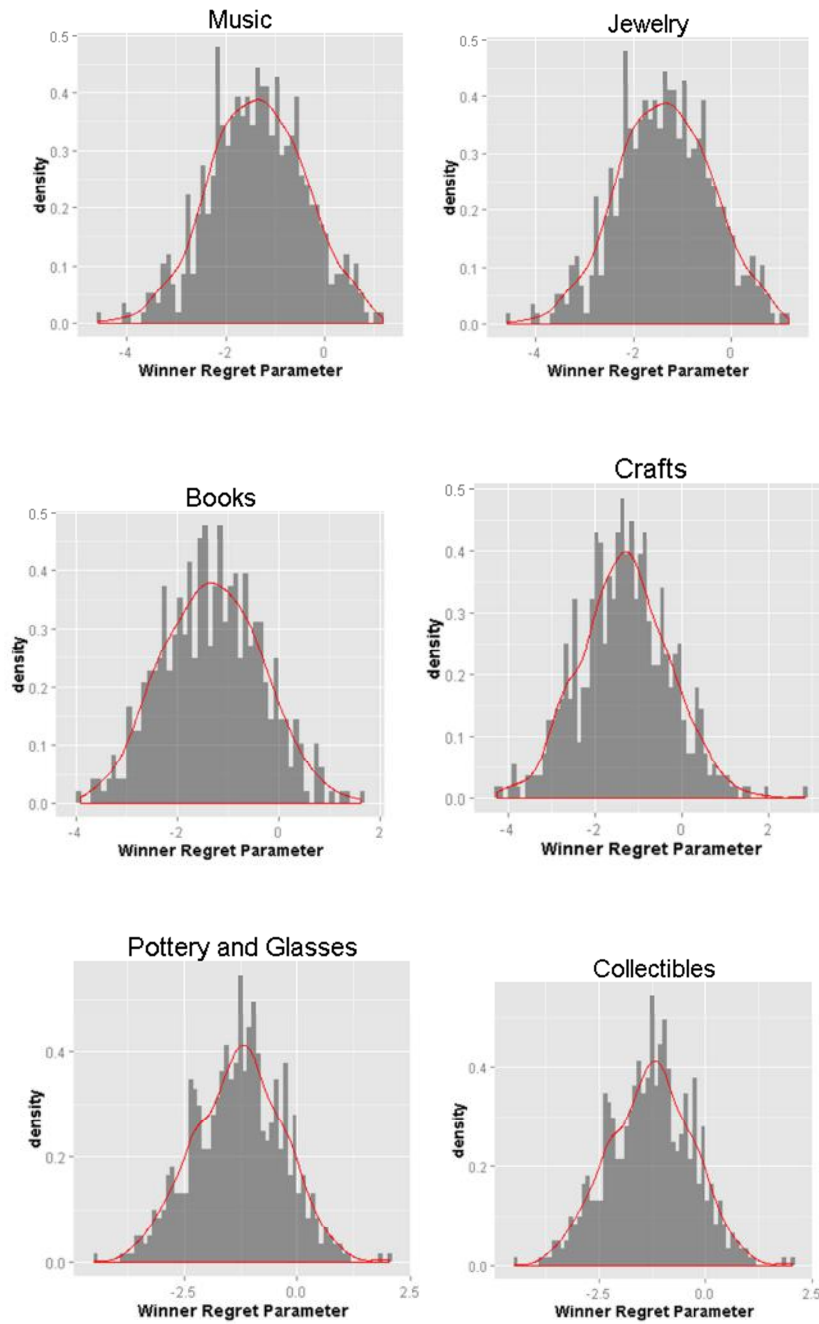 Music
Jewelry
0.5
0.4
0.3
0.2
0.1
0.0
density
-4
-2
0
Winner Regret Parameter
0.5
0.4
0.3
0.2
0.1
0.0
density
-4
-2
0
Winner Regret Parameter
Books
Crafts
0.5
0.4
0.3
0.2
0.1
0.0
density
-4
-2
0
2
Winner Regret Parameter
0.5
0.4
0.3
0.2
0.1
0.0
density
-4
-2
0
2
Winner Regret Parameter
Pottery and Glasses
Collectibles
0.4
0.2
0.0
density
-2.5
0.0
2.5
Winner Regret Parameter
0.4
0.2
0.0
density
-2.5
0.0
2.5
Winner Regret Parameter